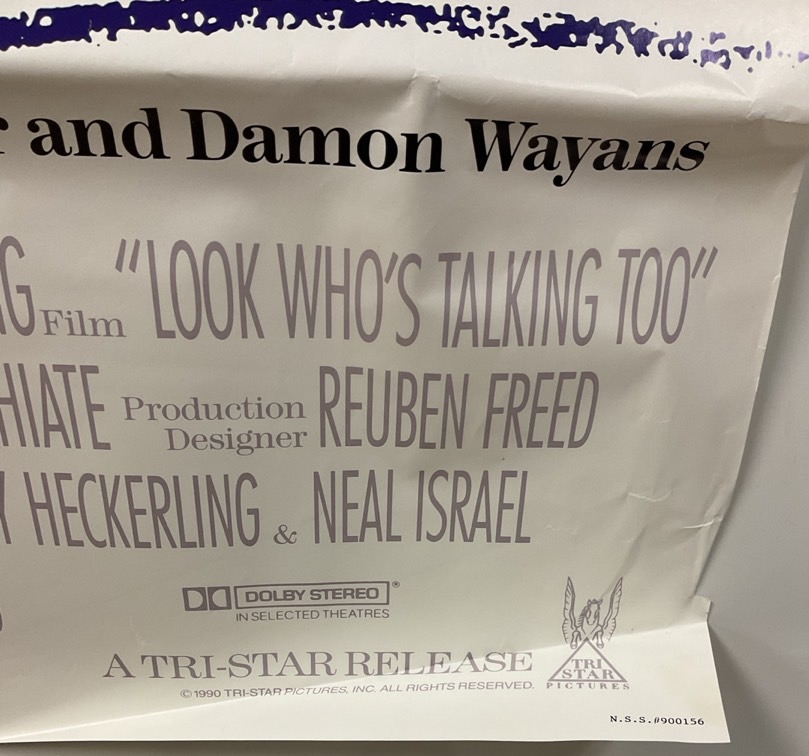 and Damon Wayans
G Film "LOOK WHO'S TALKING TOO"
HIATE Production Designer REUBEN FREED
HECKERLING & NEAL ISRAEL
DOLBY STEREO®
IN SELECTED THEATRES
A TRI-STAR RELEASE
© 1990 TRI-STAR PICTURES, INC. ALL RIGHTS RESERVED.
TRI
STAR
PICTURES
N.S.S.#900156